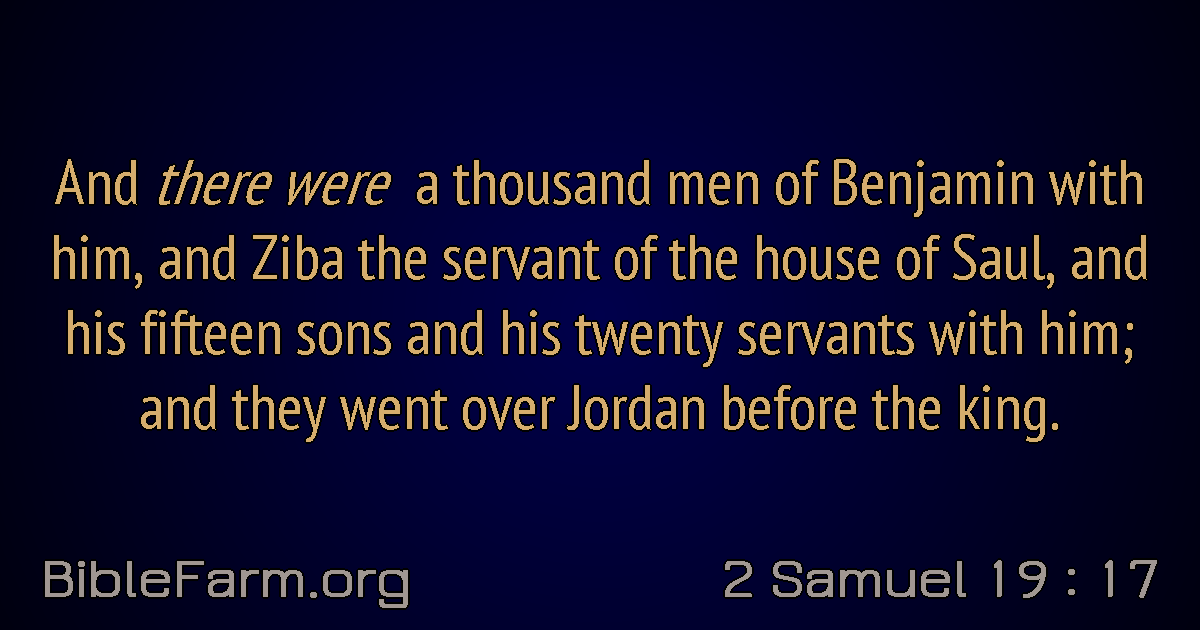 And there were a thousand men of Benjamin with
him, and Ziba the servant of the house of Saul, and
his fifteen sons and his twenty servants with him;
and they went over Jordan before the king.
BibleFarm.org
2 Samuel 19 : 17